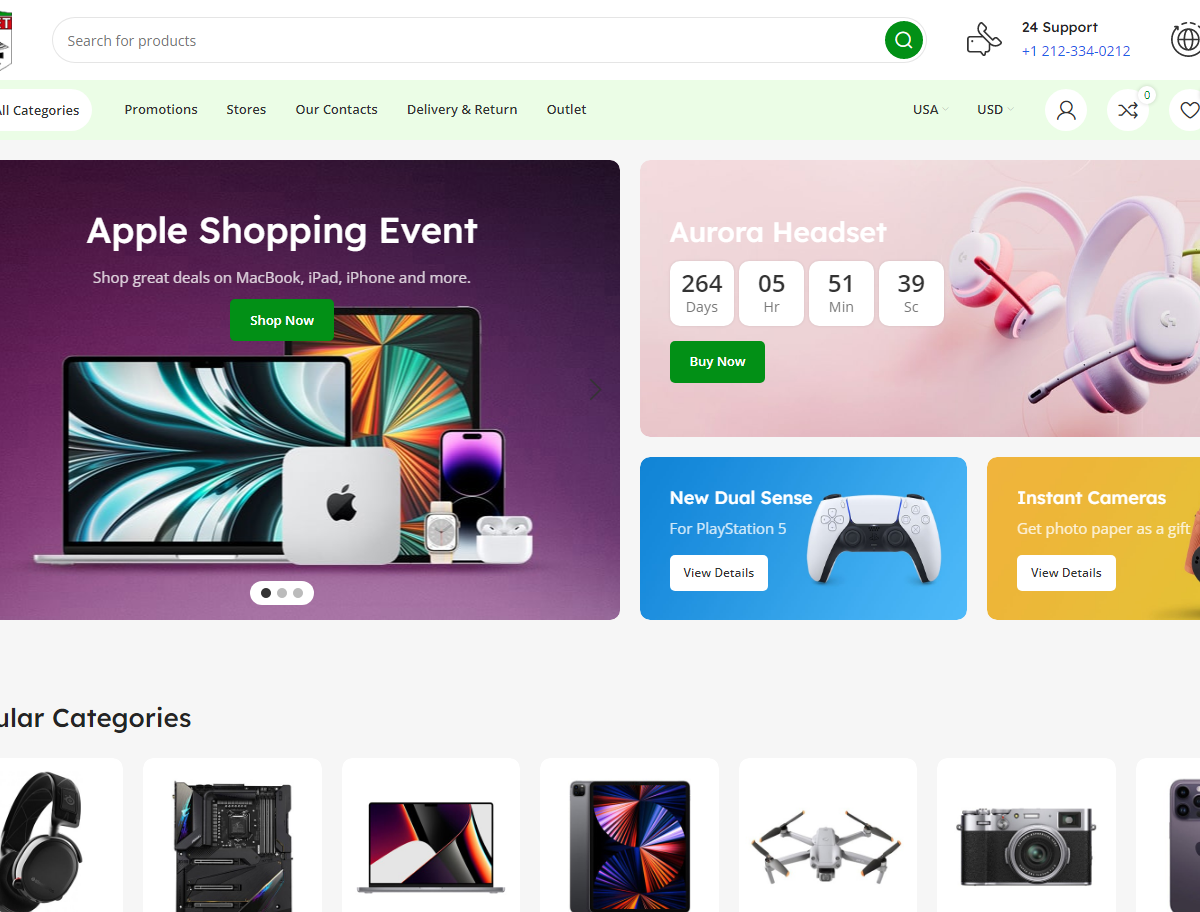 Search for products
24 Support
+1 212-334-0212
All Categories
Promotions
Stores
Our Contacts
Delivery & Return
Outlet
USA
USD
0
Apple Shopping Event
Shop great deals on MacBook, iPad, iPhone and more.
Shop Now
Aurora Headset
264 05 51 39
Days Hr Min Sc
Buy Now
New Dual Sense
For PlayStation 5
View Details
Instant Cameras
Get photo paper as a gift
View Details
ular Categories